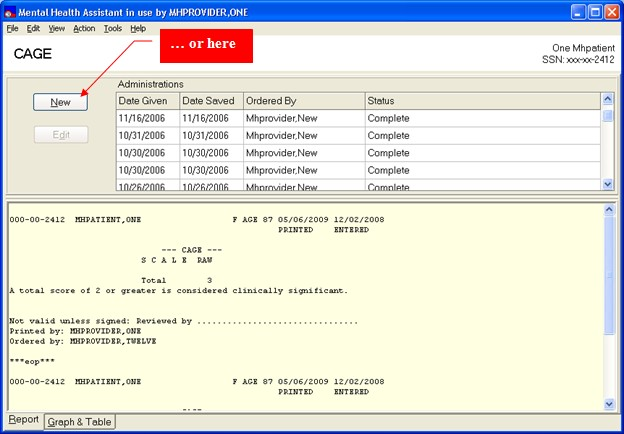 Mental Health Assistant in use by MHPROVIDER,ONE
File Edit View Action Tools Help
... or here
CAGE
One Mhpatient
SSN: xxx-xx-2412
Administrations
New
Edit
Date Given Date Saved Ordered By Status
11/16/2006 11/16/2006 Mhprovider,New Complete
10/31/2006 10/31/2006 Mhprovider,New Complete
10/30/2006 10/30/2006 Mhprovider,New Complete
10/30/2006 10/30/2006 Mhprovider,New Complete
10/26/2006 10/26/2006 Mhprovider,New Complete
000-00-2412 MHPATIENT,ONE F AGE 87 05/06/2009 12/02/2008
PRINTED ENTERED
--- CAGE ---
S C A L E RAW
Total 3
A total score of 2 or greater is considered clinically significant.
Not valid unless signed: Reviewed by ................................
Printed by: MHPROVIDER,ONE
Ordered by: MHPROVIDER,TWELVE
***eop***
000-00-2412 MHPATIENT,ONE F AGE 87 05/06/2009 12/02/2008
PRINTED ENTERED
Report Graph & Table